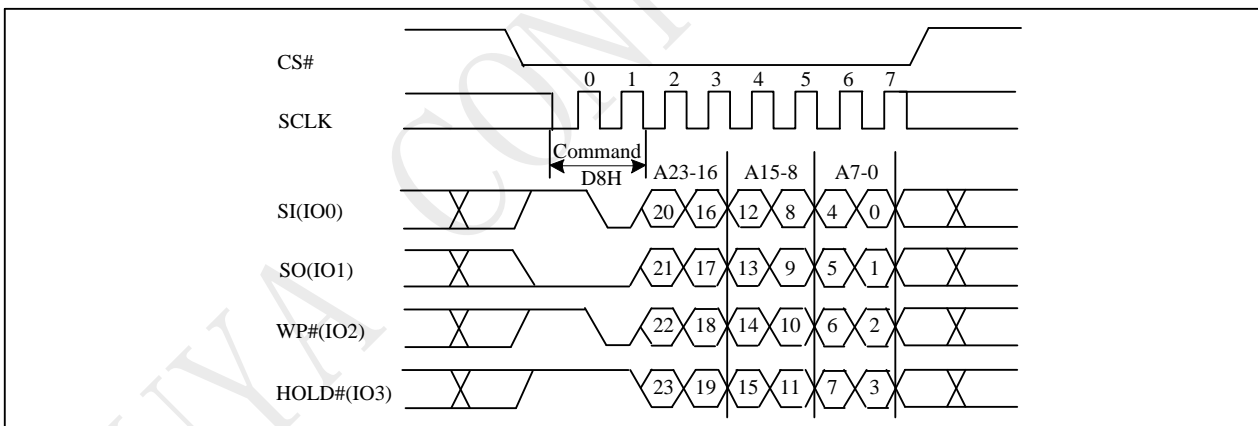 CS#
0 1 2 3 4 5 6 7
SCLK
Command
D8H
A23-16 A15-8 A7-0
SI(IO0) 20 16 12 8 4 0
SO(IO1) 21 17 13 9 5 1
WP#(IO2) 22 18 14 10 6 2
HOLD#(IO3) 23 19 15 11 7 3